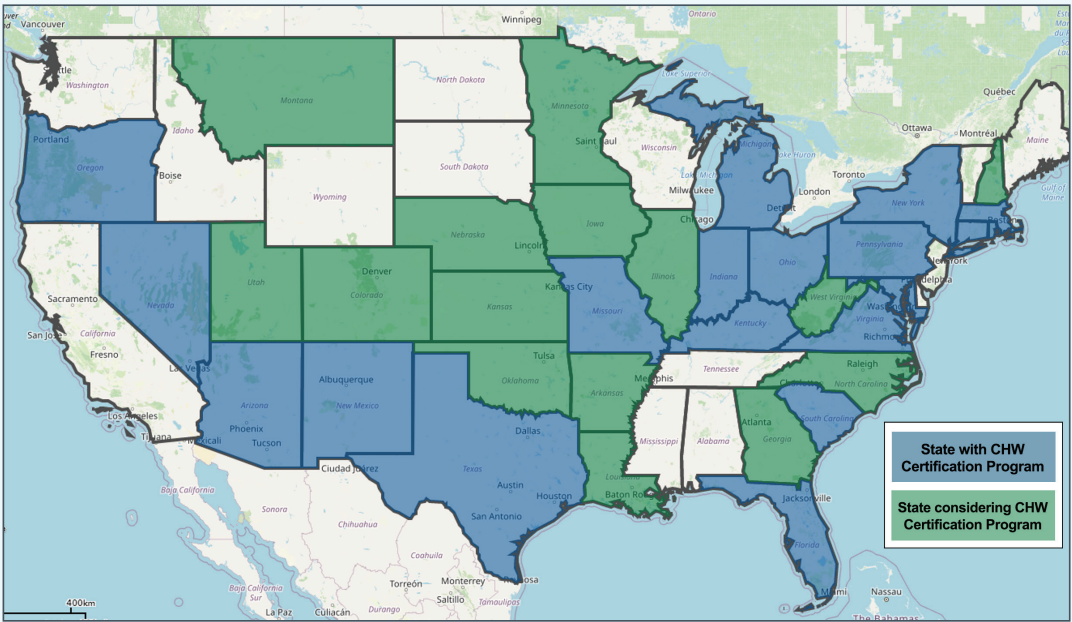 Vancouver
Winnipeg
Ontario
Québec
Ottawa
Montréal
Maine
Washington
North Dakota
Montana
Minnesota
Lake Superior
Idaho
Portland
Oregon
Boise
Saint Paul
Wisconsin
Michigan
Lake Huron
Toronto
South Dakota
Lake Michigan
Milwaukee
London
Gulf of
Maine
Wyoming
Detroit
New York
Boston
Chicago
Iowa
Nebraska
Lincoln
Pennsylvania
New York
Ohio
Indiana
Illinois
Denver
Utah
Colorado
Sacramento
Nevada
Kansas
Kansas City
Missouri
West Virginia
Kentucky
Virginia
Richmond
San José
California
Fresno
Las Vegas
Tulsa
Memphis
Tennessee
Raleigh
North Carolina
Charlotte
Albuquerque
Oklahoma
Arkansas
New Mexico
Arizona
Los Angeles
Phoenix
Tucson
Tijuana
Mexicali
Dallas
Mississippi
Alabama
Atlanta
Georgia
South Carolina
Ciudad Juárez
Texas
Louisiana
Baton Rouge
Austin
Houston
San Antonio
Jacksonville
Florida
Baja California
Sonora
Chihuahua
Coahuila
State with CHW
Certification Program
State considering CHW
Certification Program
Baja California
Sur
Torreón
Monterrey
Saltillo
Reynosa
Tamaulipas
Miami
Nassau
400km
La Paz
Culiacán
Durango
The Bahamas